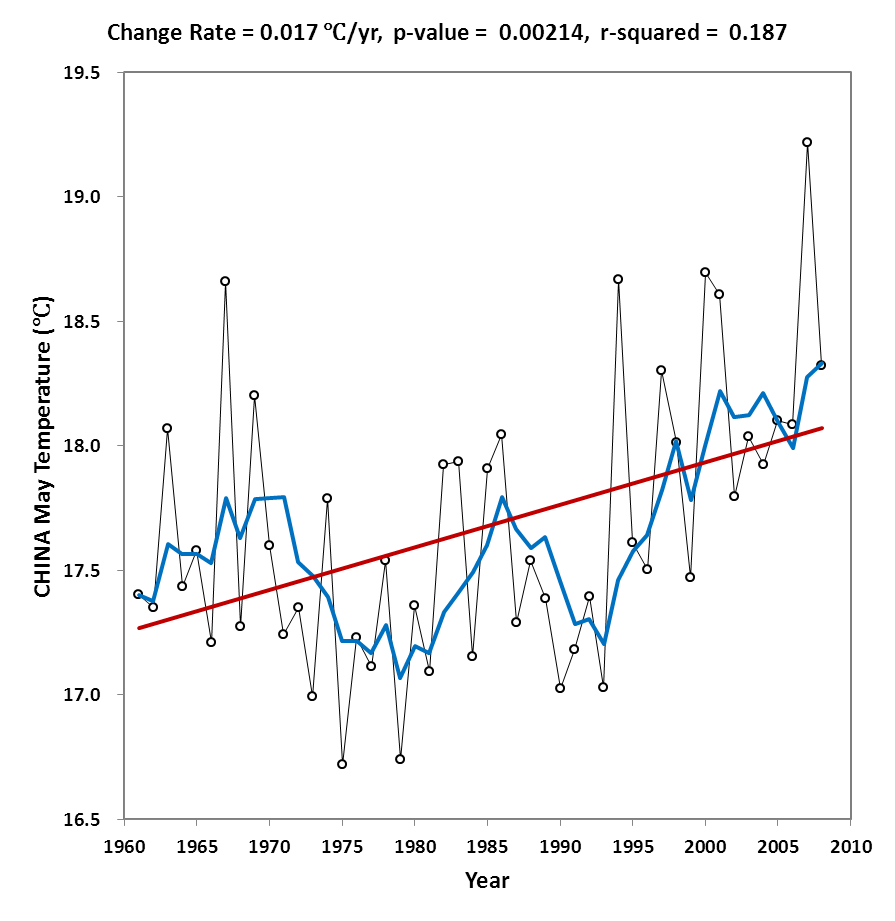 Change Rate = 0.017 ℃/yr, p-value = 0.00214, r-squared = 0.187
19.5
19.0
18.5
18.0
17.5
17.0
16.5
CHINA May Temperature (℃)
1960 1965 1970 1975 1980 1985 1990 1995 2000 2005 2010
Year